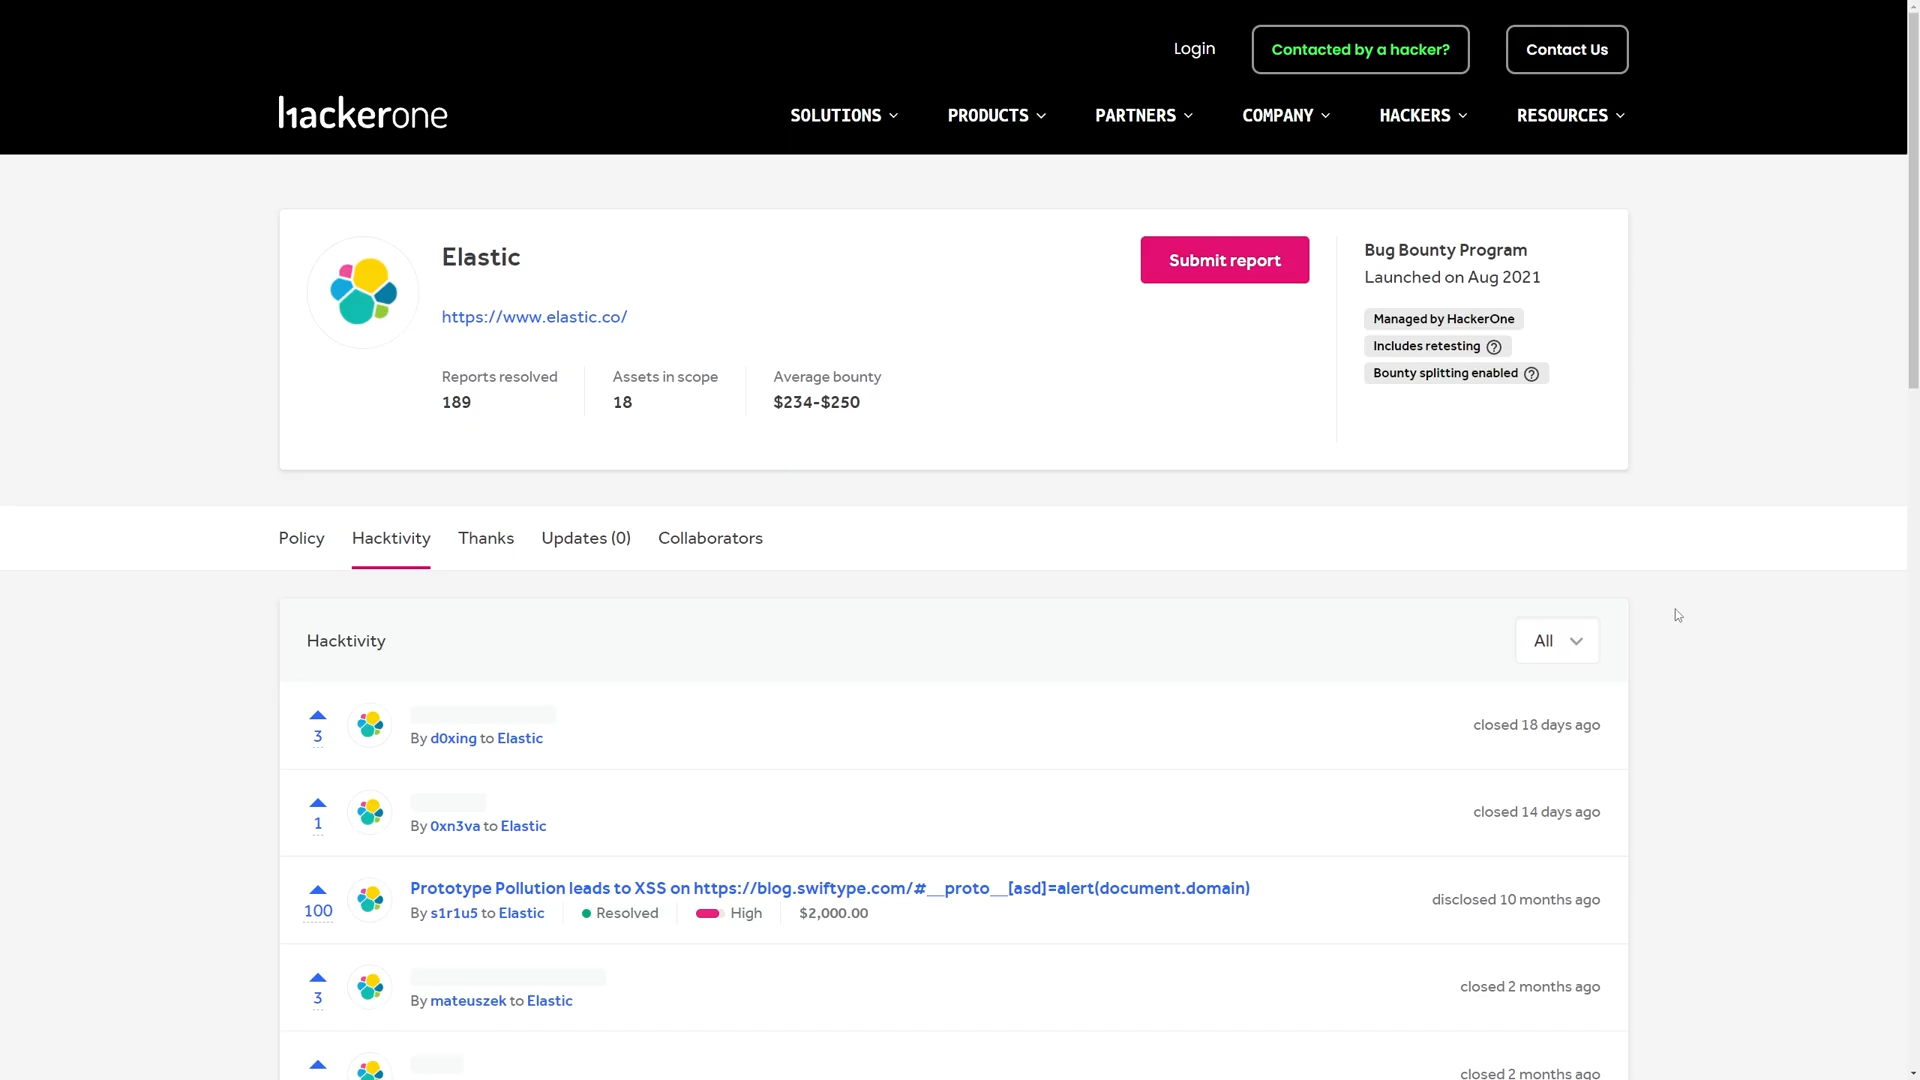 Login
Contacted by a hacker?
Contact Us
hackerone
SOLUTIONS
PRODUCTS
PARTNERS
COMPANY
HACKERS
RESOURCES
Elastic
https://www.elastic.co/
Reports resolved
189
Assets in scope
18
Average bounty
$234-$250
Submit report
Bug Bounty Program
Launched on Aug 2021
Managed by HackerOne
Includes retesting ?
Bounty splitting enabled ?
Policy
Hacktivity
Thanks
Updates (0)
Collaborators
Hacktivity
All
3
By d0xing to Elastic
closed 18 days ago
1
By 0xn3va to Elastic
closed 14 days ago
100
Prototype Pollution leads to XSS on https://blog.swiftype.com/#__proto__[asd]=alert(document.domain)
By s1r1u5 to Elastic
Resolved
High
$2,000.00
disclosed 10 months ago
3
By mateuszek to Elastic
closed 2 months ago
closed 2 months ago